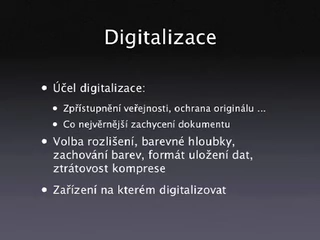 Digitalizace
• Účel digitalizace:
• Zpřístupnění veřejnosti, ochrana originálu ...
• Co nejvěrnější zachycení dokumentu
• Volba rozlišení, barevné hloubky,
zachování barev, formát uložení dat,
ztrátovost komprese
• Zařízení na kterém digitalizovat